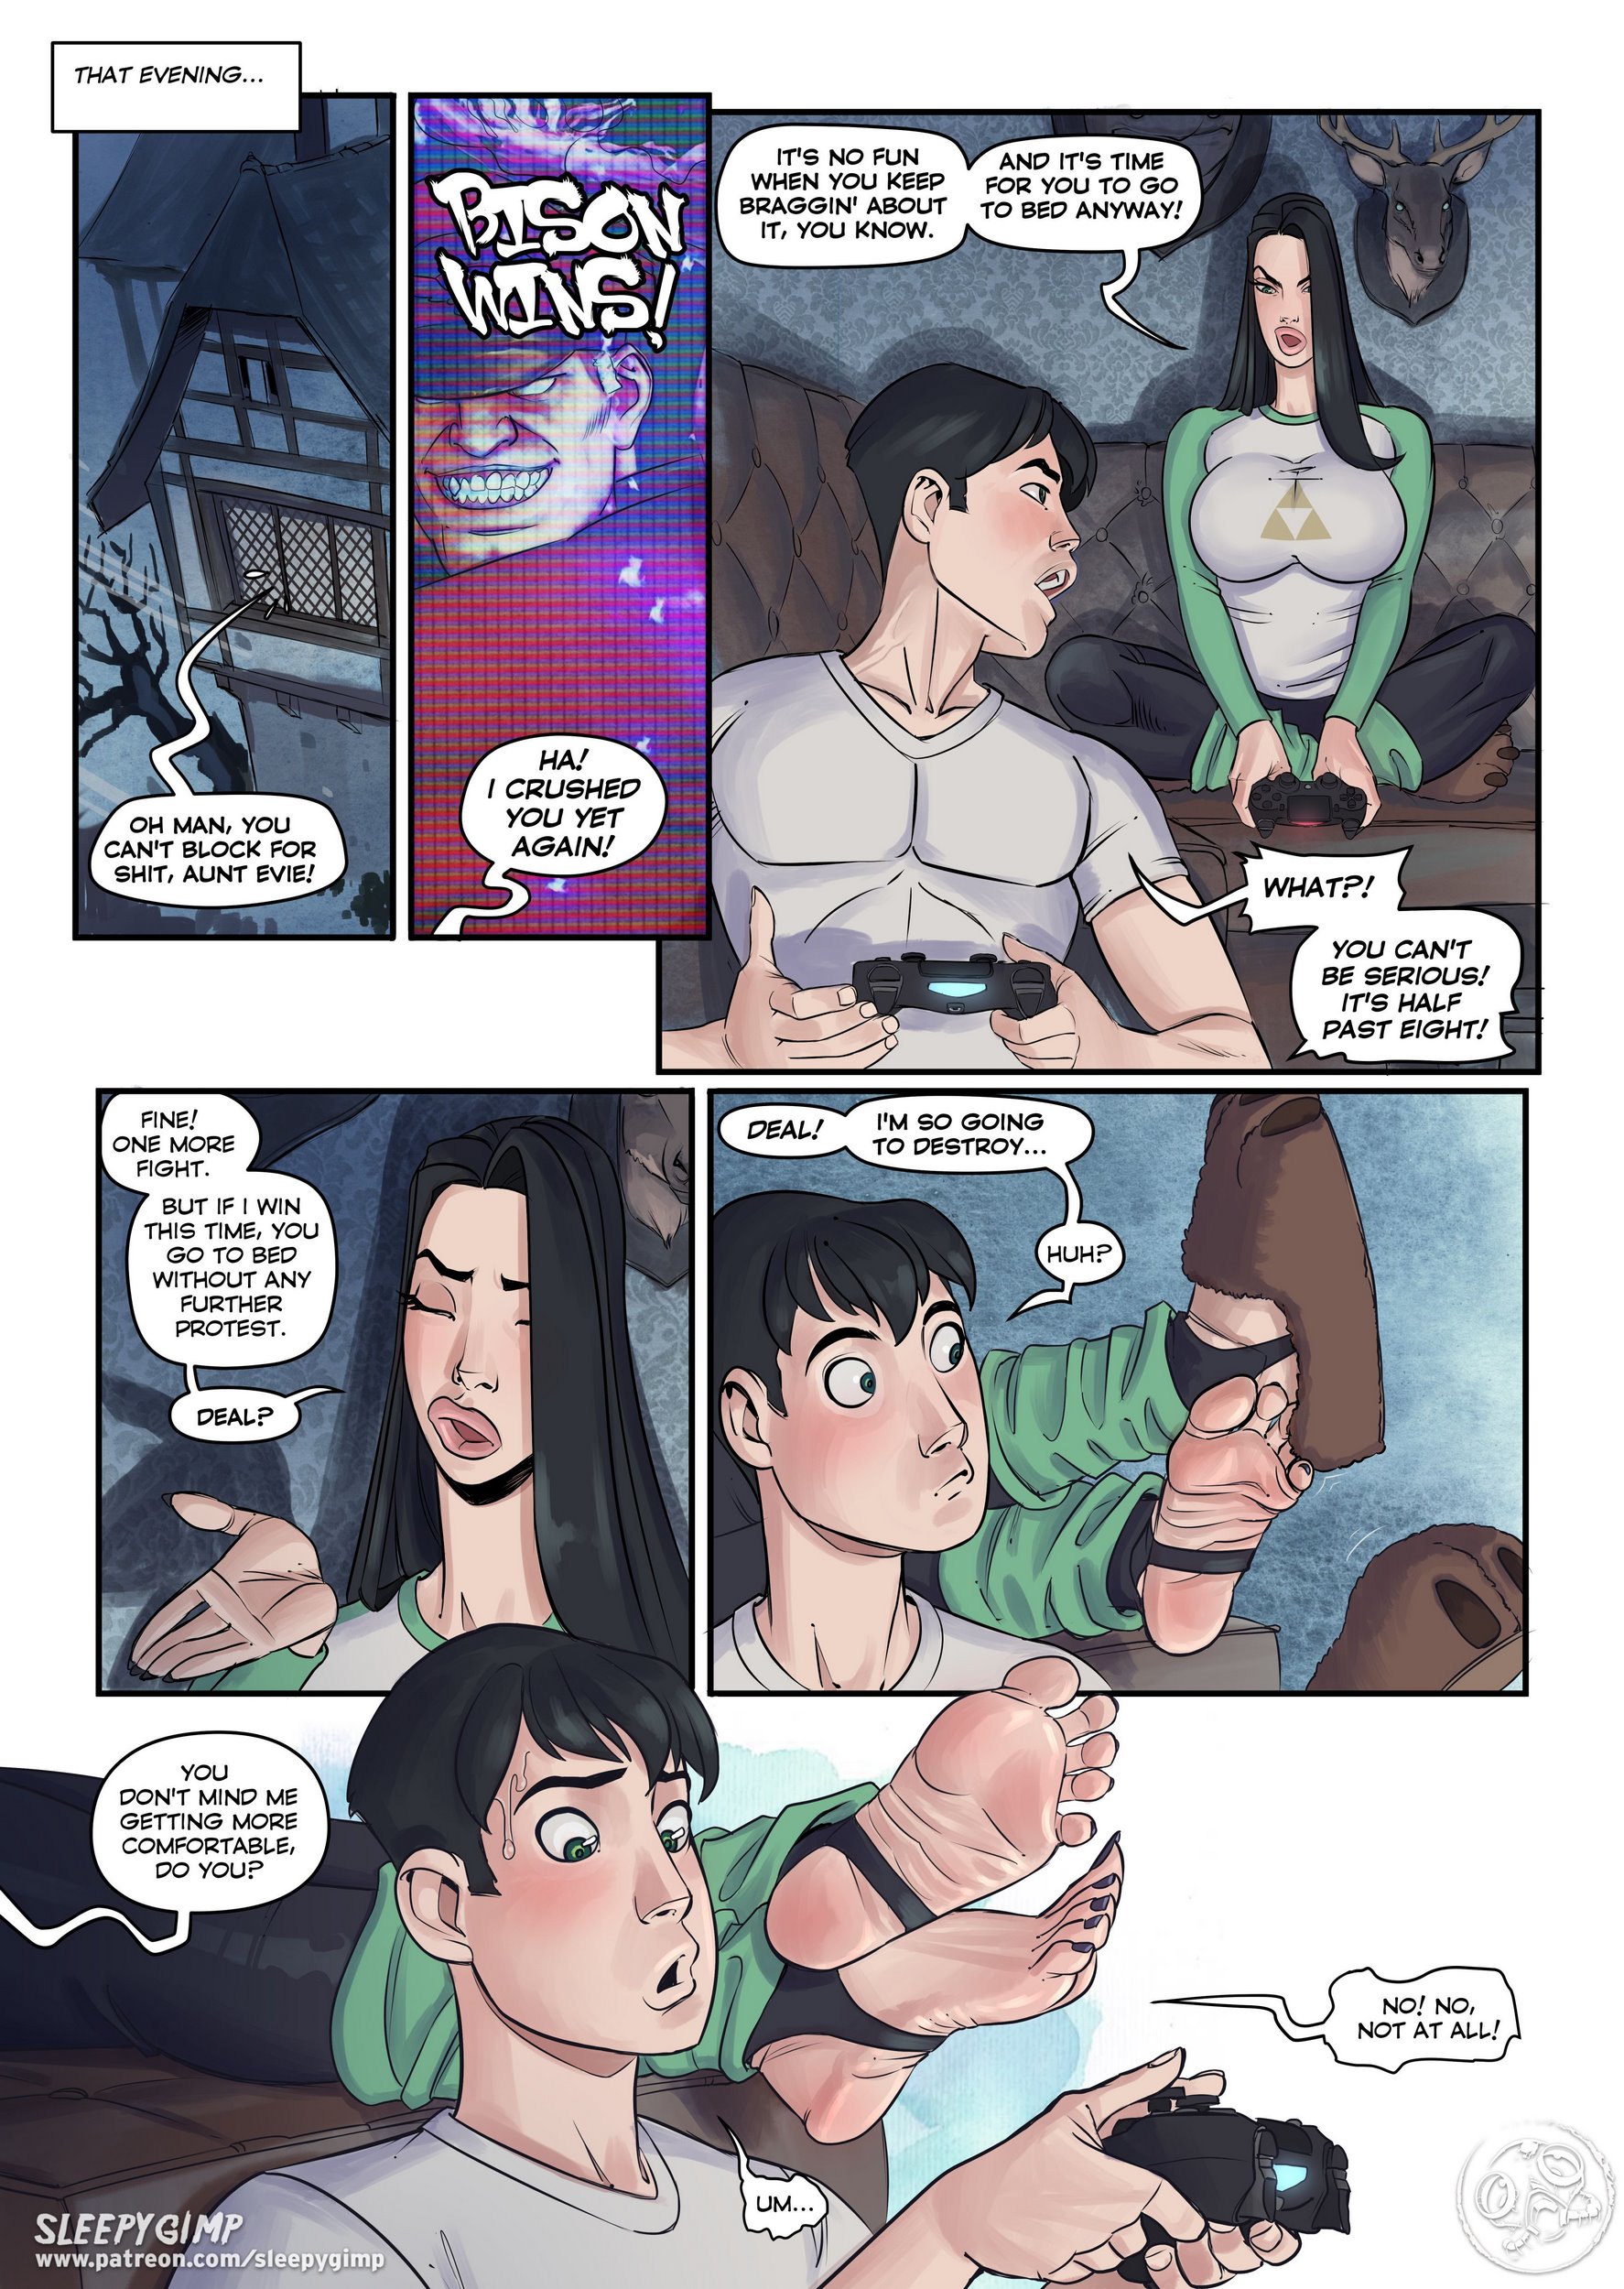 THAT EVENING...
OH MAN, YOU
CAN'T BLOCK FOR
SHIT, AUNT EVIE!
BISON
WINS!
HA!
I CRUSHED
YOU YET
AGAIN!
IT'S NO FUN
WHEN YOU KEEP
BRAGGIN' ABOUT
IT, YOU KNOW.
AND IT'S TIME
FOR YOU TO GO
TO BED ANYWAY!
WHAT?!
YOU CAN'T
BE SERIOUS!
IT'S HALF
PAST EIGHT!
FINE!
ONE MORE
FIGHT.
BUT IF I WIN
THIS TIME, YOU
GO TO BED
WITHOUT ANY
FURTHER
PROTEST.
DEAL?
DEAL!
I'M SO GOING
TO DESTROY...
HUH?
YOU
DON'T MIND ME
GETTING MORE
COMFORTABLE,
DO YOU?
UM...
NO! NO,
NOT AT ALL!
SLEEPYGIMP
www.patreon.com/sleepygimp